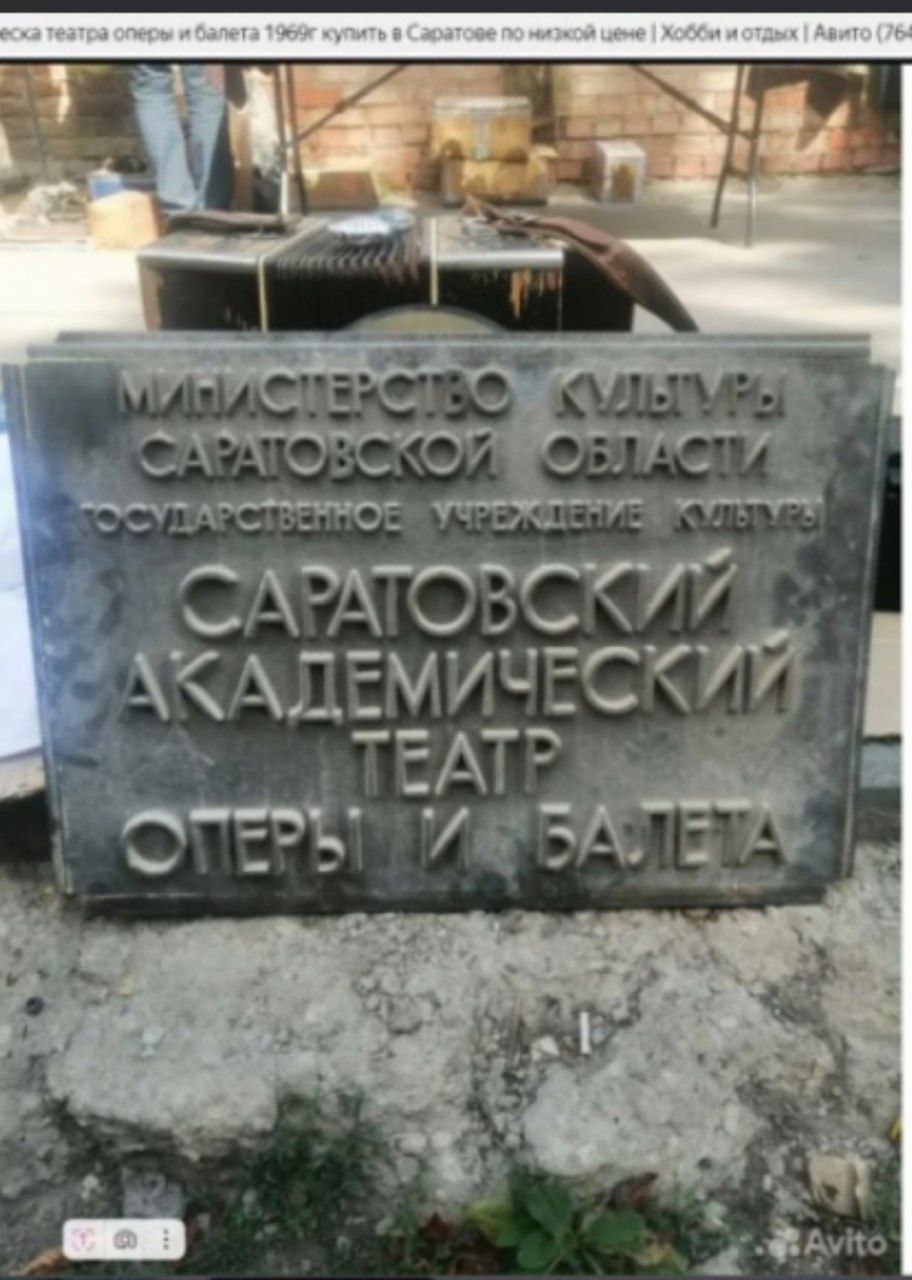 еска театра оперы и балета 1969г купить в Саратове по низкой цене | Хобби и отдых | Авито (764
МИНИСТЕРСТВО КУЛЬТУРЫ
САРАТОВСКОЙ ОБЛАСТИ
ГОСУДАРСТВЕННОЕ УЧРЕЖДЕНИЕ КУЛЬТУРЫ
САРАТОВСКИЙ
АКАДЕМИЧЕСКИЙ
ТЕАТР
ОПЕРЫ И БАЛЕТА
Avito